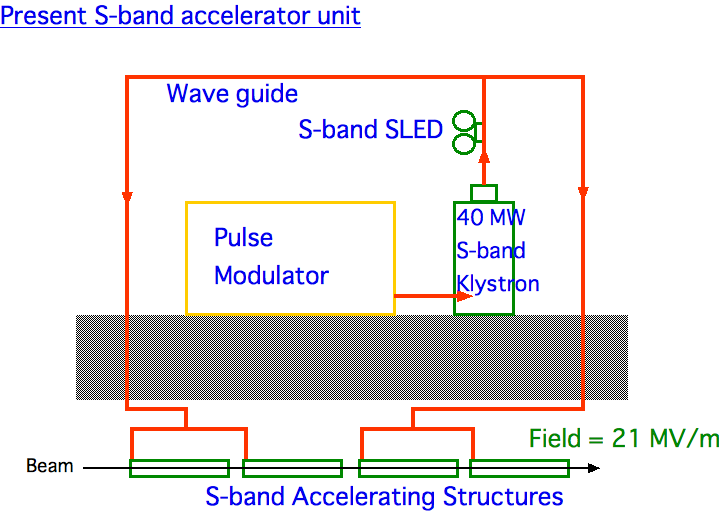 Present S-band accelerator unit
Wave guide
S-band SLED
40 MW
S-band
Klystron
Pulse
Modulator
Field = 21 MV/m
Beam
S-band Accelerating Structures